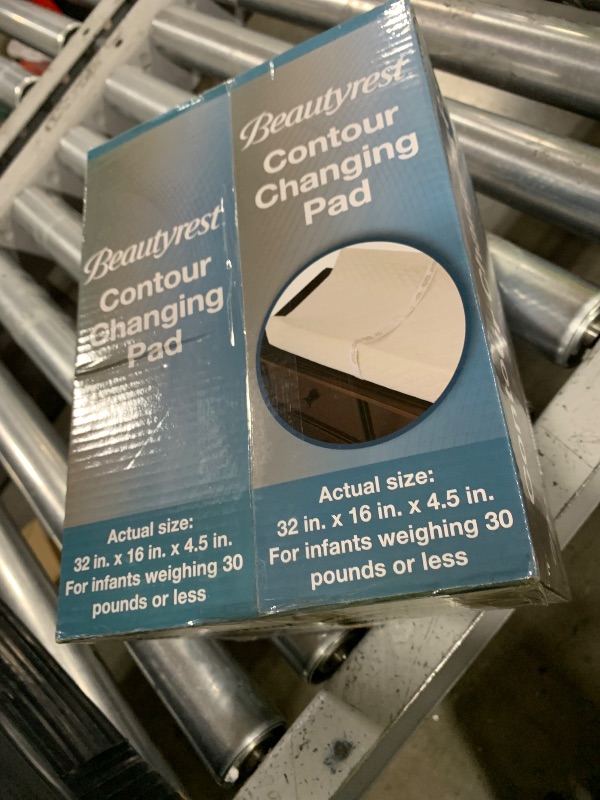 Beautyrest
Contour
Changing
Pad
Actual size:
32 in. x 16 in. x 4.5 in.
For infants weighing 30
pounds or less
Beautyrest
Contour
Changing
Pad
Actual size:
32 in. x 16 in. x 4.5 in.
For infants weighing 30
pounds or less